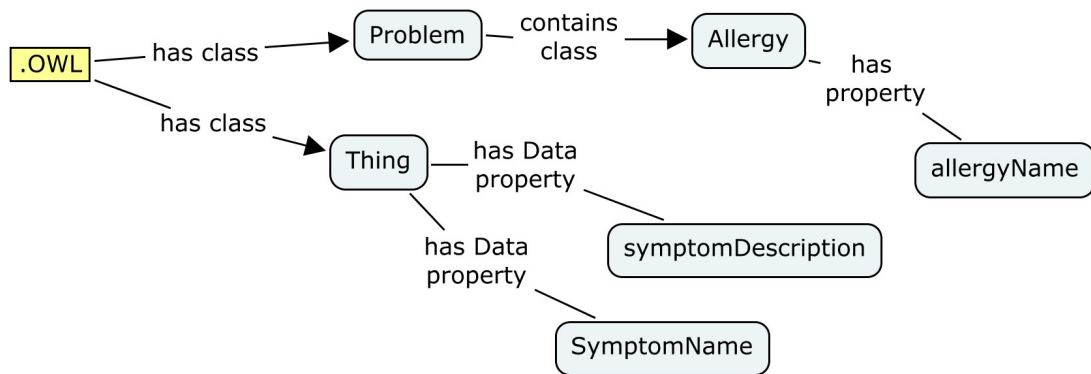 .OWL
has class
Problem
contains
class
Allergy
has
property
allergyName
has class
Thing
has Data
property
symptomDescription
has Data
property
SymptomName